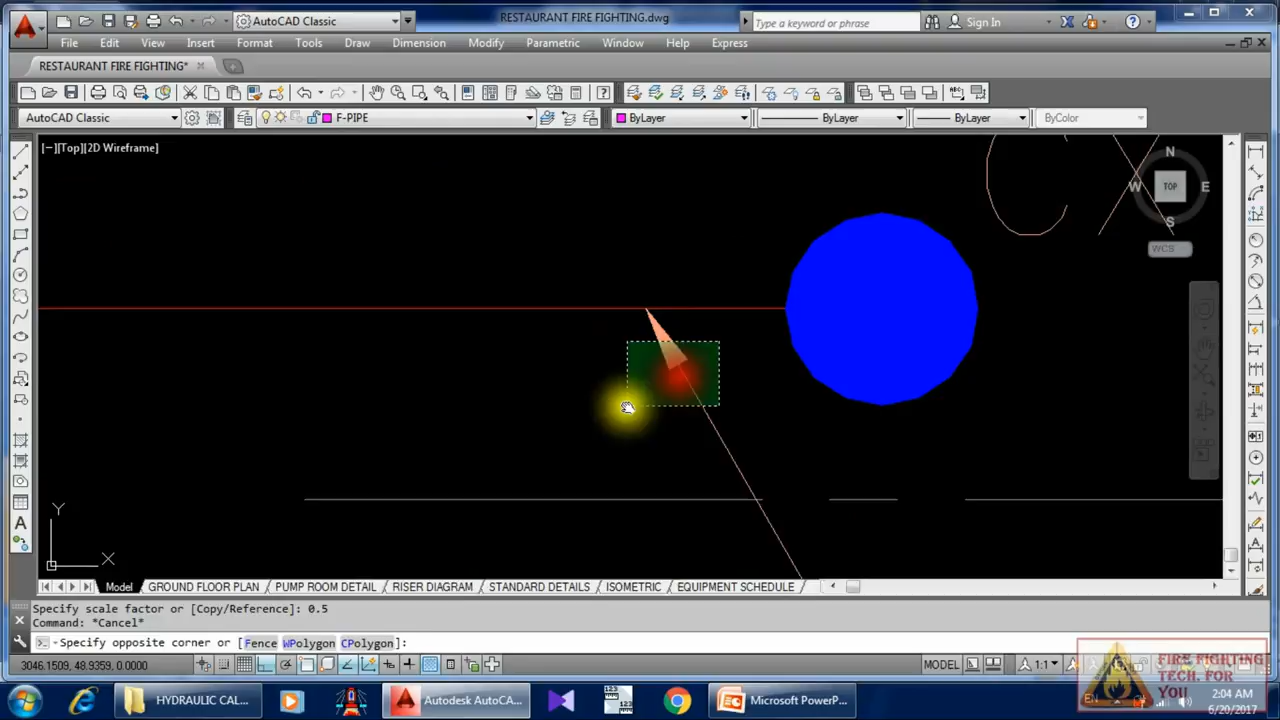 AutoCAD Classic
RESTAURANT FIRE FIGHTING.dwg
Type a keyword or phrase
Sign In
File Edit View Insert Format Tools Draw Dimension Modify Parametric Window Help Express
RESTAURANT FIRE FIGHTING*
AutoCAD Classic
F-PIPE
ByLayer
ByLayer
ByLayer
ByColor
[−][Top][2D Wireframe]
N
W TOP E
S
WCS
Y
X
Model GROUND FLOOR PLAN PUMP ROOM DETAIL RISER DIAGRAM STANDARD DETAILS ISOMETRIC EQUIPMENT SCHEDULE
Specify scale factor or [Copy/Reference]: 0.5
Command: *Cancel*
Specify opposite corner or [Fence WPolygon CPolygon]:
3046.1509, 48.9359, 0.0000
MODEL
1:1
FIRE FIGHTING
TECH. FOR
YOU
HYDRAULIC CAL...
Autodesk AutoCA...
Microsoft PowerP...
EN
2:04 AM
6/20/2017